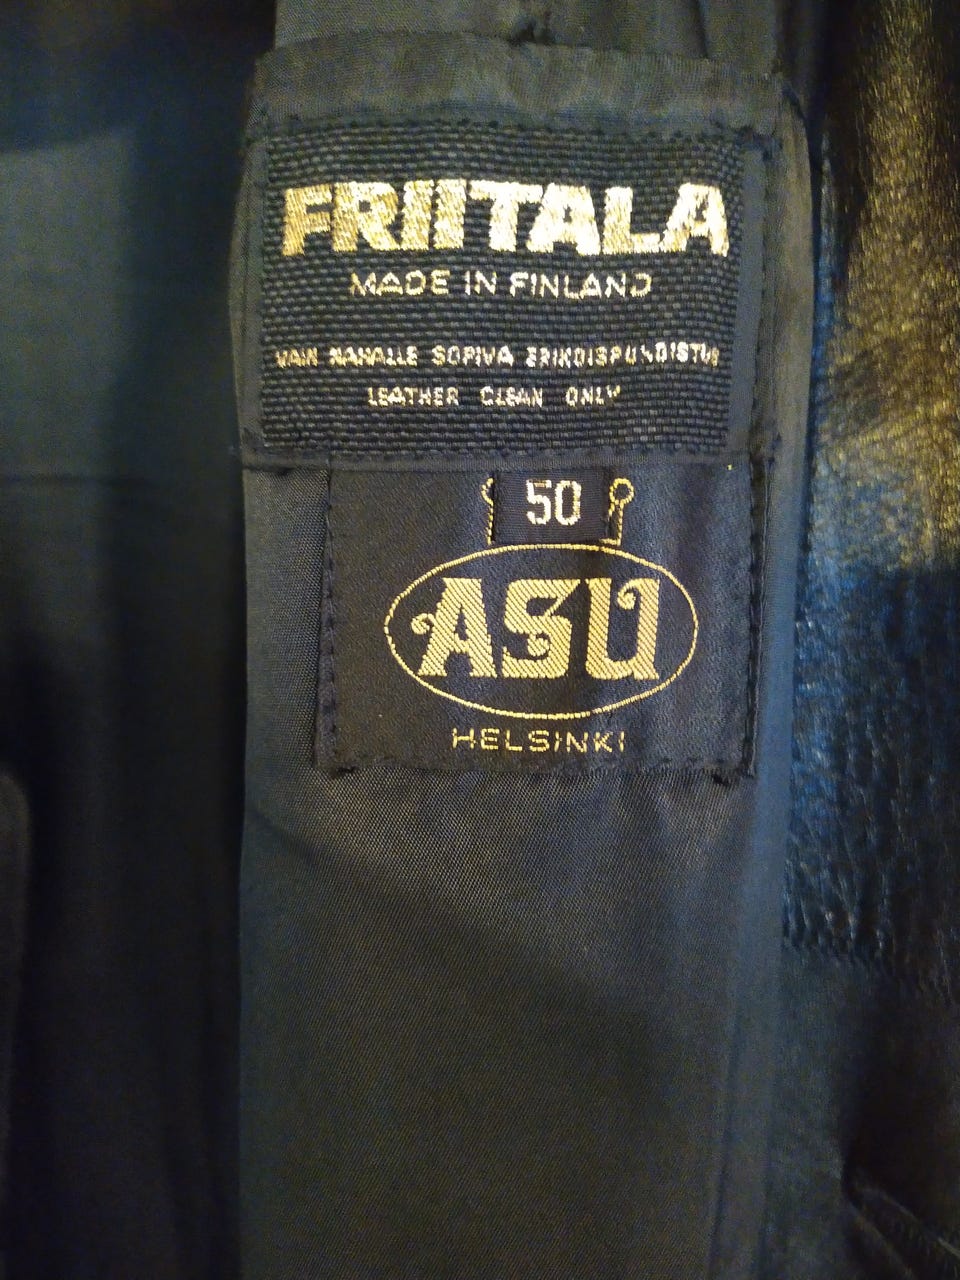 FRIITALA
MADE IN FINLAND
VAIN NAHALLE SOPIVA ERIKOISPUHDISTUS
LEATHER CLEAN ONLY
50
ASU
HELSINKI